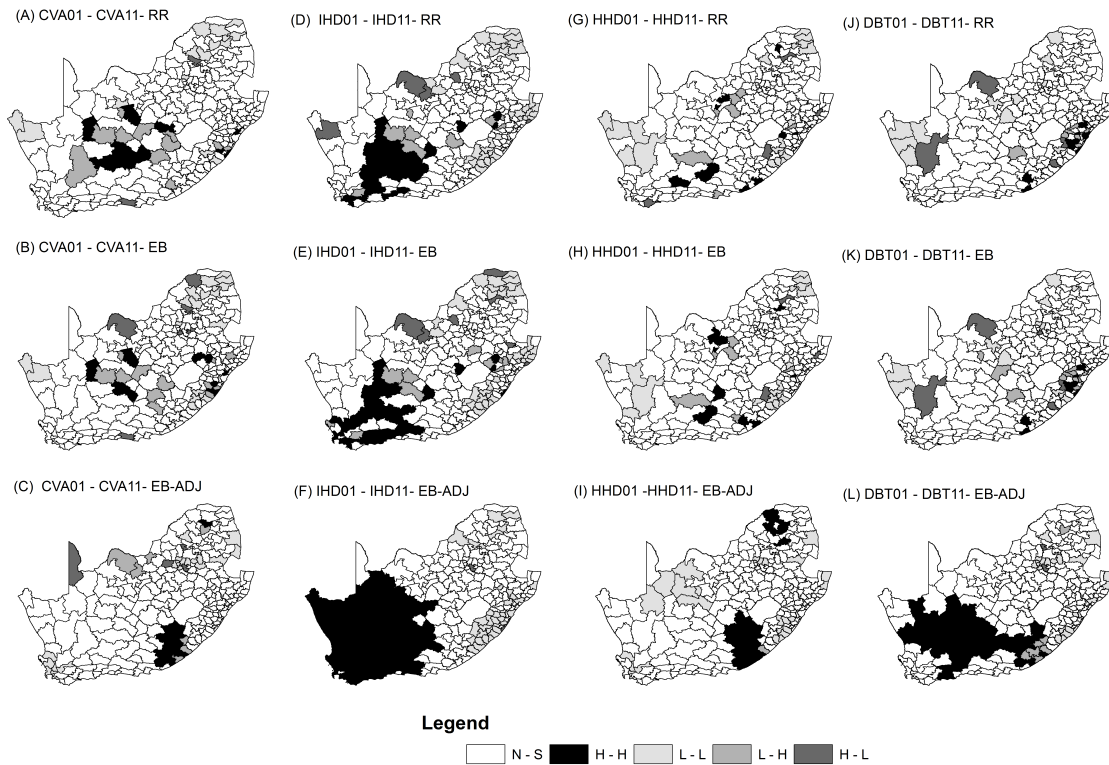 (A) CVA01 - CVA11- RR
(D) IHD01 - IHD11- RR
(G) HHD01 - HHD11- RR
(J) DBT01 - DBT11- RR
(B) CVA01 - CVA11- EB
(E) IHD01 - IHD11- EB
(H) HHD01 - HHD11- EB
(K) DBT01 - DBT11- EB
(C) CVA01 - CVA11- EB-ADJ
(F) IHD01 - IHD11- EB-ADJ
(I) HHD01 -HHD11- EB-ADJ
(L) DBT01 - DBT11- EB-ADJ
Legend
N - S H - H L - L L - H H - L